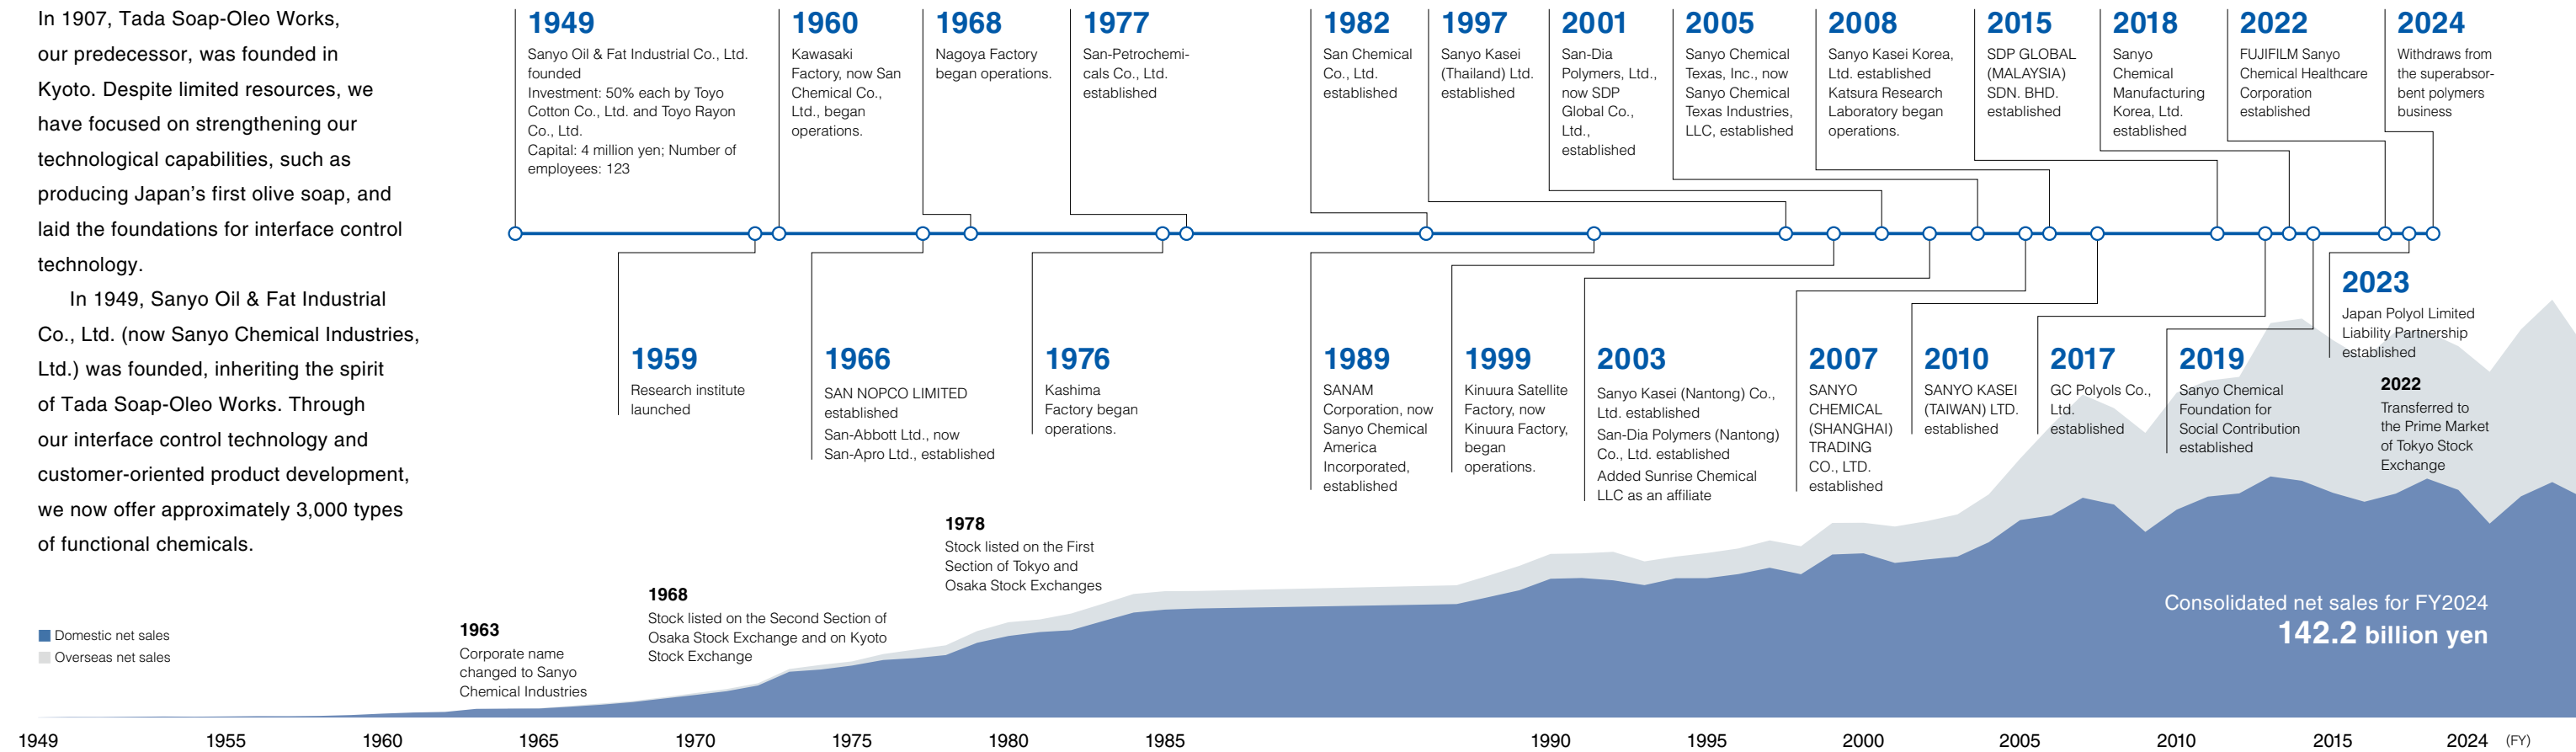 In 1907, Tada Soap-Oleo Works,
our predecessor, was founded in
Kyoto. Despite limited resources, we
have focused on strengthening our
technological capabilities, such as
producing Japan’s first olive soap, and
laid the foundations for interface control
technology.
In 1949, Sanyo Oil & Fat Industrial
Co., Ltd. (now Sanyo Chemical Industries,
Ltd.) was founded, inheriting the spirit
of Tada Soap-Oleo Works. Through
our interface control technology and
customer-oriented product development,
we now offer approximately 3,000 types
of functional chemicals.
1949
Sanyo Oil & Fat Industrial Co., Ltd.
founded
Investment: 50% each by Toyo
Cotton Co., Ltd. and Toyo Rayon
Co., Ltd.
Capital: 4 million yen; Number of
employees: 123
1960
Kawasaki
Factory, now San
Chemical Co.,
Ltd., began
operations.
1968
Nagoya Factory
began operations.
1977
San-Petrochemi-
cals Co., Ltd.
established
1982
San Chemical
Co., Ltd.
established
1997
Sanyo Kasei
(Thailand) Ltd.
established
2001
San-Dia
Polymers, Ltd.,
now SDP
Global Co.,
Ltd.,
established
2005
Sanyo Chemical
Texas, Inc., now
Sanyo Chemical
Texas Industries,
LLC, established
2008
Sanyo Kasei Korea,
Ltd. established
Katsura Research
Laboratory began
operations.
2015
SDP GLOBAL
(MALAYSIA)
SDN. BHD.
established
2018
Sanyo
Chemical
Manufacturing
Korea, Ltd.
established
2022
FUJIFILM Sanyo
Chemical Healthcare
Corporation
established
2024
Withdraws from
the superabsor-
bent polymers
business
1959
Research institute
launched
1966
SAN NOPCO LIMITED
established
San-Abbott Ltd., now
San-Apro Ltd., established
1976
Kashima
Factory began
operations.
1989
SANAM
Corporation, now
Sanyo Chemical
America
Incorporated,
established
1999
Kinuura Satellite
Factory, now
Kinuura Factory,
began
operations.
2003
Sanyo Kasei (Nantong) Co.,
Ltd. established
San-Dia Polymers (Nantong)
Co., Ltd. established
Added Sunrise Chemical
LLC as an affiliate
2007
SANYO
CHEMICAL
(SHANGHAI)
TRADING
CO., LTD.
established
2010
SANYO KASEI
(TAIWAN) LTD.
established
2017
GC Polyols Co.,
Ltd.
established
2019
Sanyo Chemical
Foundation for
Social Contribution
established
2023
Japan Polyol Limited
Liability Partnership
established
2022
Transferred to
the Prime Market
of Tokyo Stock
Exchange
1978
Stock listed on the First
Section of Tokyo and
Osaka Stock Exchanges
1968
Stock listed on the Second Section of
Osaka Stock Exchange and on Kyoto
Stock Exchange
1963
Corporate name
changed to Sanyo
Chemical Industries
Domestic net sales
Overseas net sales
Consolidated net sales for FY2024
142.2 billion yen
1949 1955 1960 1965 1970 1975 1980 1985 1990 1995 2000 2005 2010 2015 2024 (FY)